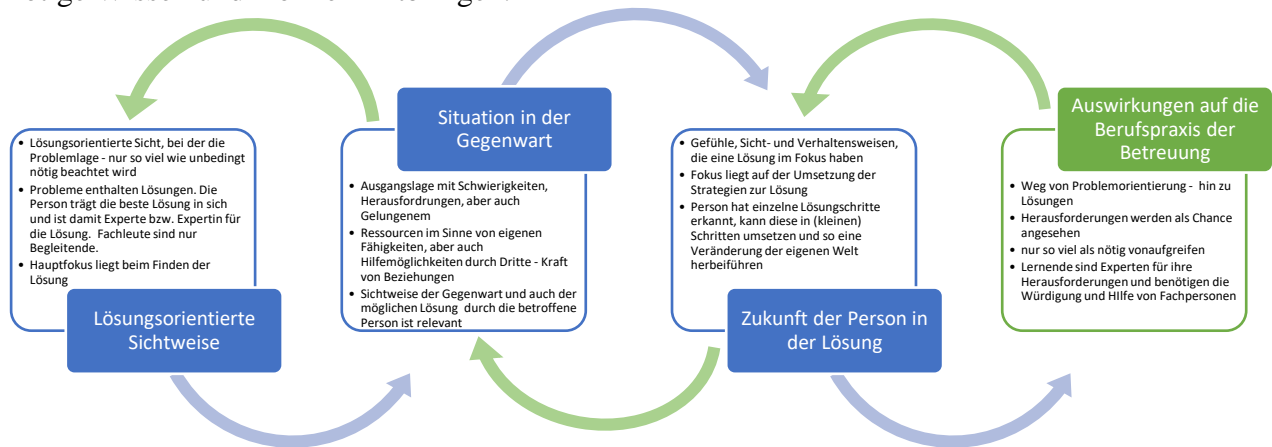 Lösungsorientierte Sicht, bei der die
Problemlage - nur so viel wie unbedingt
nötig beachtet wird
Probleme enthalten Lösungen. Die
Person trägt die beste Lösung in sich
und ist damit Experte bzw. Expertin für
die Lösung. Fachleute sind nur
Begleitende.
Hauptfokus liegt beim Finden der
Lösung
Lösungsorientierte
Sichtweise
Situation in der
Gegenwart
Ausgangslage mit Schwierigkeiten,
Herausfordrungen, aber auch
Gelungenem
Ressourcen im Sinne von eigenen
Fähigkeiten, aber auch
Hilfemöglichkeiten durch Dritte - Kraft
von Beziehungen
Sichtweise der Gegenwart und auch der
möglichen Lösung durch die betroffene
Person ist relevant
Gefühle, Sicht- und Verhaltensweisen,
die eine Lösung im Fokus haben
Fokus liegt auf der Umsetzung der
Strategien zur Lösung
Person hat einzelne Lösungschritte
erkannt, kann diese in (kleinen)
Schritten umsetzen und so eine
Veränderung der eigenen Welt
herbeiführen
Zukunft der Person in
der Lösung
Auswirkungen auf die
Berufspraxis der
Betreuung
Weg von Problemorientierung - hin zu
Lösungen
Herausforderungen werden als Chance
angesehen
nur so viel als nötig vonaufgreifen
Lernende sind Experten für ihre
Herausforderungen und benötigen die
Würdigung und HIlfe von Fachpersonen